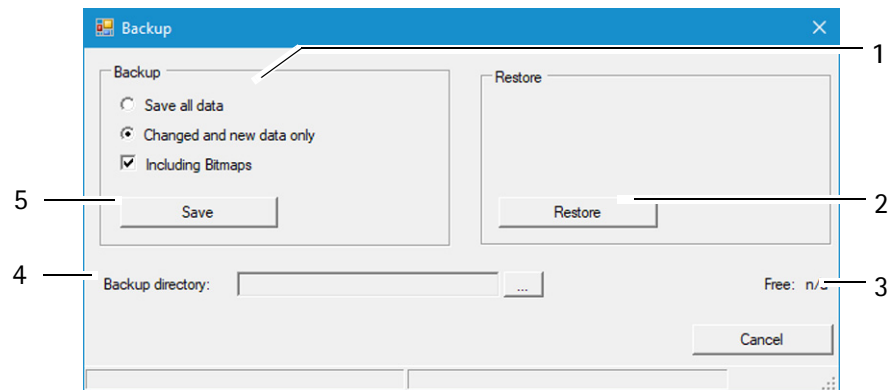 Backup
1
Backup
Restore
Save all data
Changed and new data only
Including Bitmaps
5
Save
Restore
2
4
Backup directory:
...
Free: n/a
3
Cancel